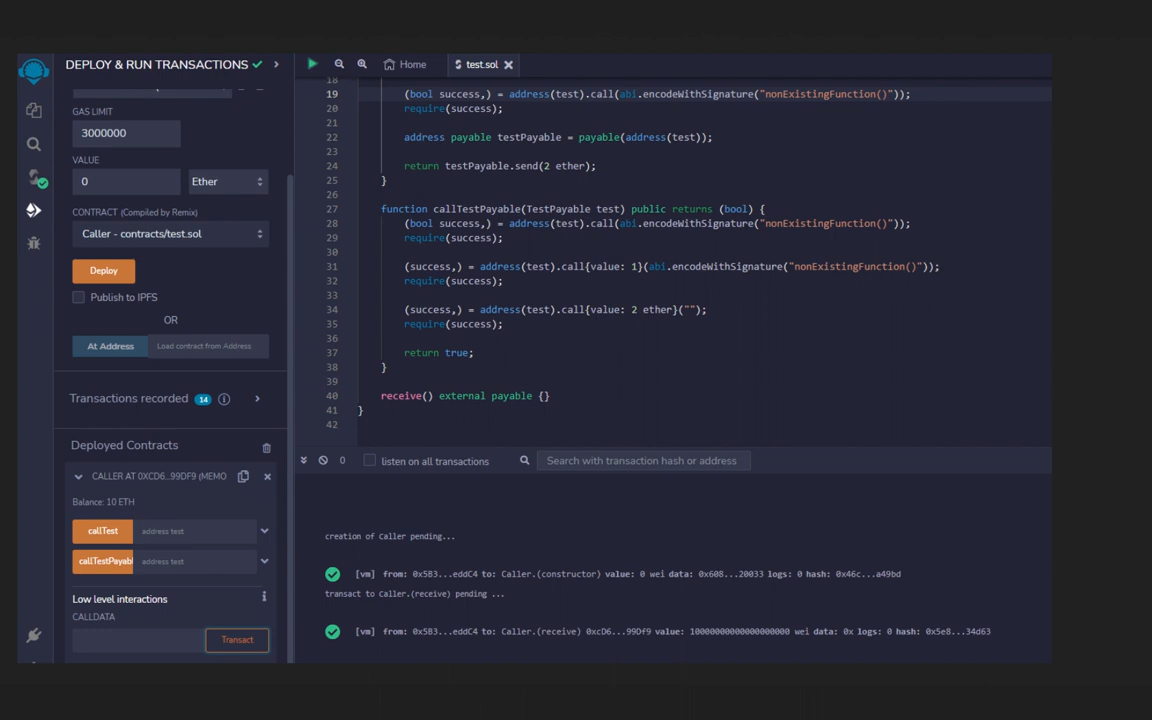 DEPLOY & RUN TRANSACTIONS
GAS LIMIT
3000000
VALUE
0
Ether
CONTRACT (Compiled by Remix)
Caller - contracts/test.sol
Deploy
Publish to IPFS
OR
At Address
Load contract from Address
Transactions recorded 14
Deployed Contracts
CALLER AT 0XCD6...99DF9 (MEMO
Balance: 10 ETH
callTest
address test
callTestPayabl
address test
Low level interactions
CALLDATA
Transact
Home
test.sol
18
19 (bool success,) = address(test).call(abi.encodeWithSignature("nonExistingFunction()"));
20 require(success);
21
22 address payable testPayable = payable(address(test));
23
24 return testPayable.send(2 ether);
25 }
26
27 function callTestPayable(TestPayable test) public returns (bool) {
28 (bool success,) = address(test).call(abi.encodeWithSignature("nonExistingFunction()"));
29 require(success);
30
31 (success,) = address(test).call{value: 1}(abi.encodeWithSignature("nonExistingFunction()"));
32 require(success);
33
34 (success,) = address(test).call{value: 2 ether}("");
35 require(success);
36
37 return true;
38 }
39
40 receive() external payable {}
41 }
42
0
listen on all transactions
Search with transaction hash or address
creation of Caller pending...
[vm] from: 0x5B3...eddC4 to: Caller.(constructor) value: 0 wei data: 0x608...20033 logs: 0 hash: 0x46c...a49bd
transact to Caller.(receive) pending ...
[vm] from: 0x5B3...eddC4 to: Caller.(receive) 0xcD6...99DF9 value: 10000000000000000000 wei data: 0x logs: 0 hash: 0x5e8...34d63